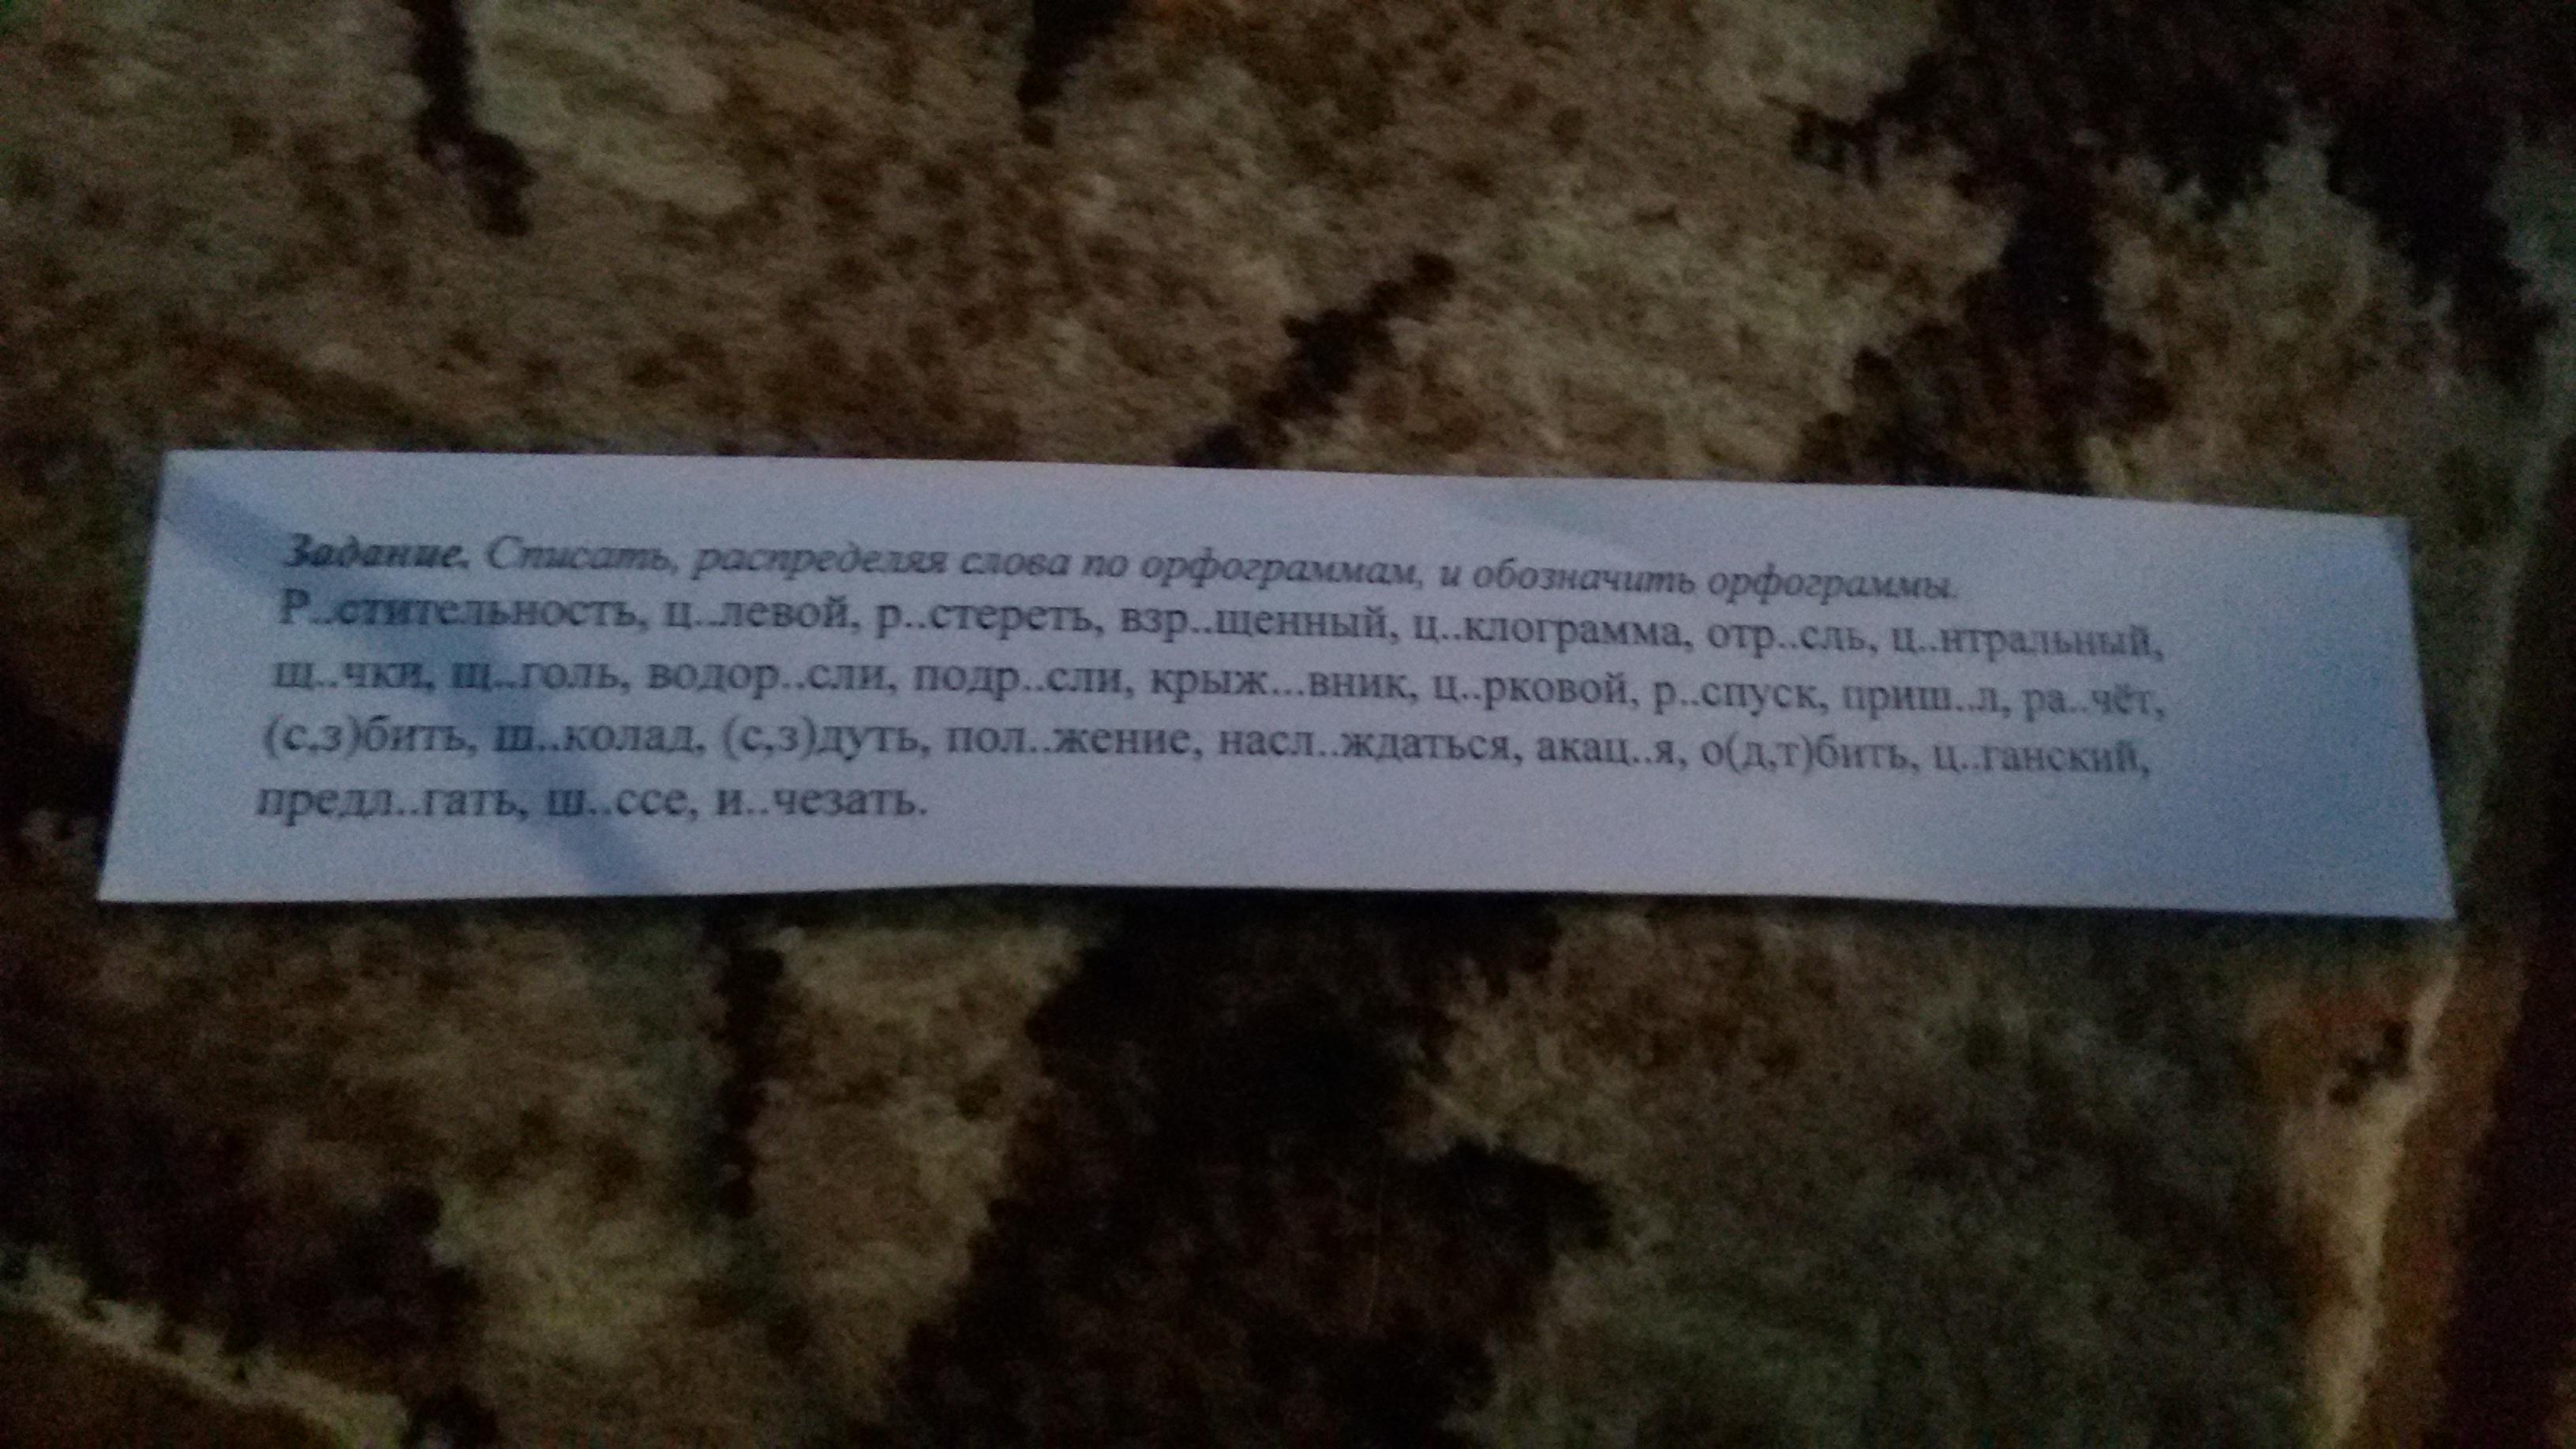 Задание. Списать, распределяя слова по орфограммам, и обозначить орфограммы.
Р..стительность, ц..левой, р..стереть, взр..щенный, ц..клограмма, отр..сль, ц..нтральный,
щ..чки, щ..голь, водор..сли, подр..сли, крыж...вник, ц..рковой, р..спуск, приш..л, ра..чёт,
(с,з)бить, ш..колад, (с,з)дуть, пол..жение, насл..ждаться, акац..я, о(д,т)бить, ц..ганский,
предл..гать, ш..ссе, и..чезать.